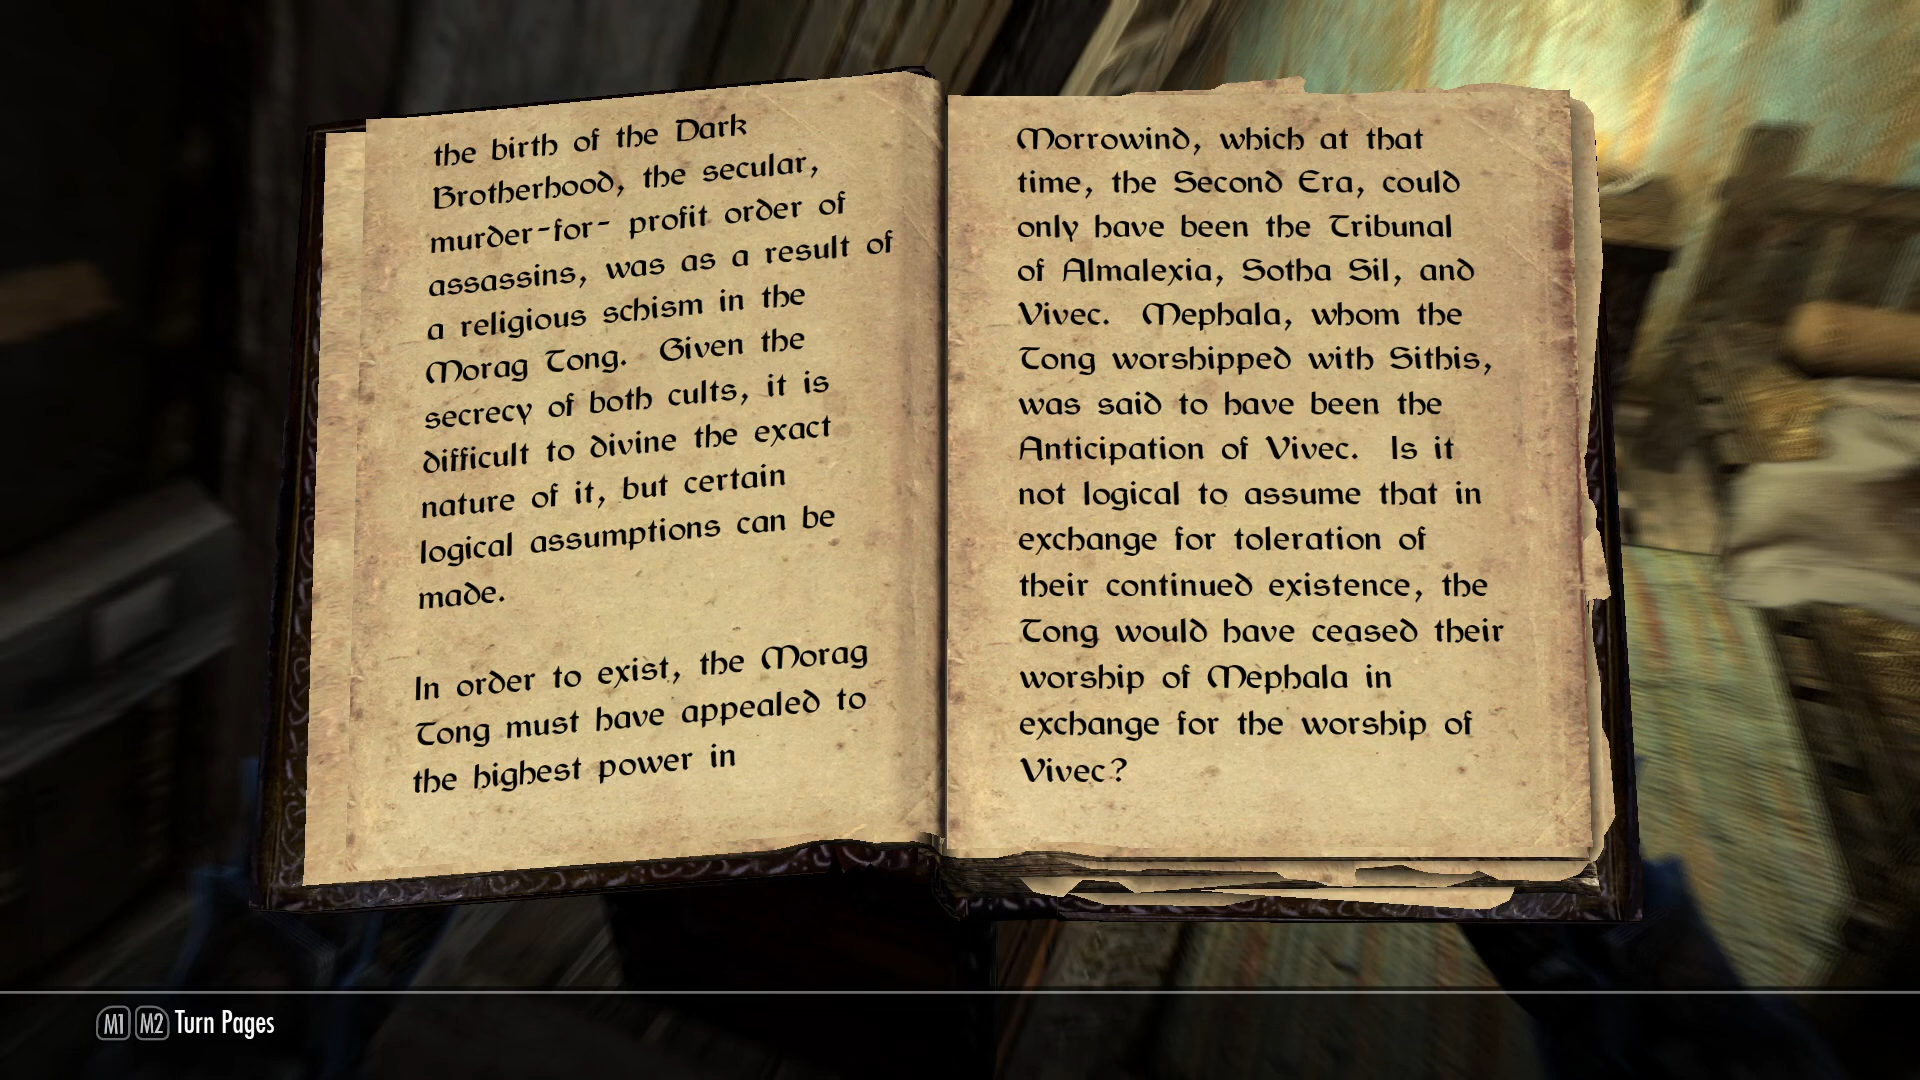 the birth of the Dark
Brotherhood, the secular,
murder-for- profit order of
assassins, was as a result of
a religious schism in the
Morag Tong.  Given the
secrecy of both cults, it is
difficult to divine the exact
nature of it, but certain
logical assumptions can be
made.
In order to exist, the Morag
Tong must have appealed to
the highest power in
Morrowind, which at that
time, the Second Era, could
only have been the Tribunal
of Almalexia, Sotha Sil, and
Vivec.  Mephala, whom the
Tong worshipped with Sithis,
was said to have been the
Anticipation of Vivec.  Is it
not logical to assume that in
exchange for toleration of
their continued existence, the
Tong would have ceased their
worship of Mephala in
exchange for the worship of
Vivec?
M1 M2 Turn Pages